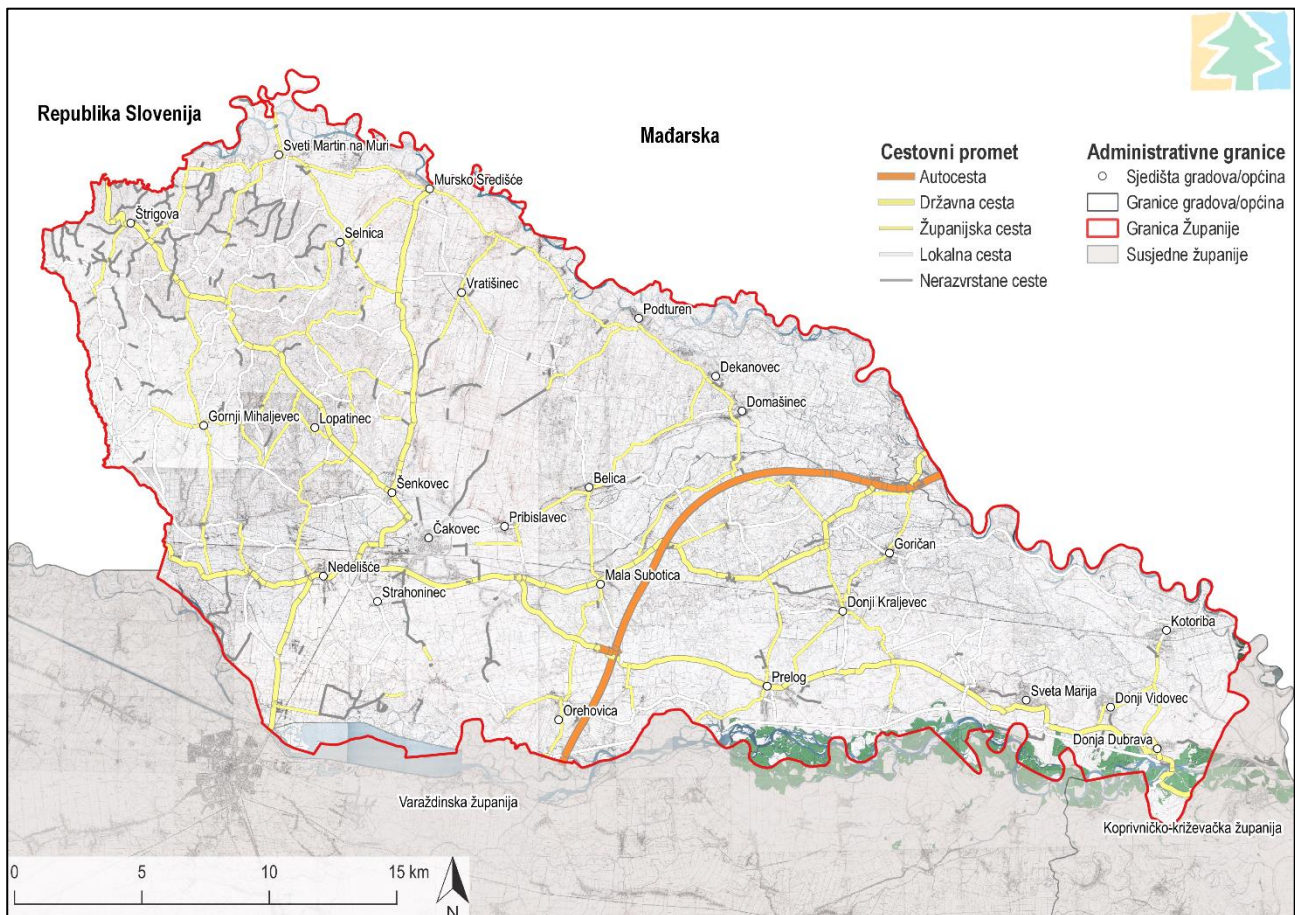 Republika Slovenija
Mađarska
Sveti Martin na Muri
Mursko Središće
Štrigova
Selnica
Vratišinec
Podturen
Dekanovec
Domašinec
Gornji Mihaljevec
Lopatinec
Šenkovec
Belica
Pribislavec
Čakovec
Goričan
Nedelišće
Mala Subotica
Strahoninec
Donji Kraljevec
Kotoriba
Prelog
Sveta Marija
Donji Vidovec
Orehovica
Donja Dubrava
Varaždinska županija
Koprivničko-križevačka županija
Cestovni promet
Autocesta
Državna cesta
Županijska cesta
Lokalna cesta
Nerazvrstane ceste
Administrativne granice
Sjedišta gradova/općina
Granice gradova/općina
Granica Županije
Susjedne županije
0 5 10 15 km
N